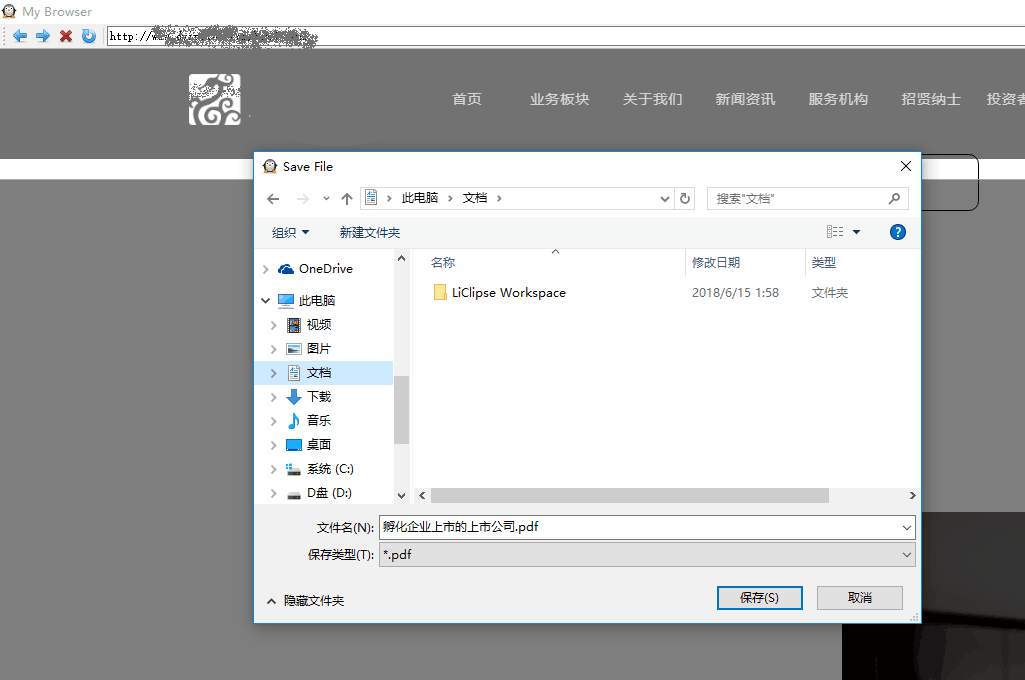 My Browser
http://w
首页 业务板块 关于我们 新闻资讯 服务机构 招贤纳士 投资者
Save File
此电脑 文档
搜索"文档"
组织 新建文件夹
名称 修改日期 类型
OneDrive
LiClipse Workspace 2018/6/15 1:58 文件夹
此电脑
视频
图片
文档
下载
音乐
桌面
系统 (C:)
D盘 (D:)
文件名(N): 孵化企业上市的上市公司.pdf
保存类型(T): *.pdf
隐藏文件夹 保存(S) 取消